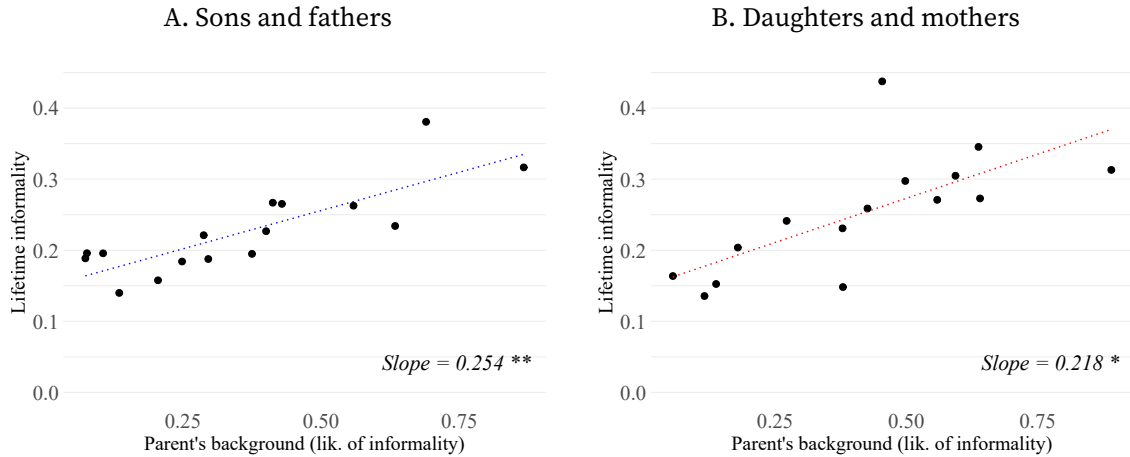 A. Sons and fathers
Lifetime informality
0.4
0.3
0.2
0.1
0.0
Slope = 0.254 **
0.25 0.50 0.75
Parent's background (lik. of informality)
B. Daughters and mothers
Lifetime informality
0.4
0.3
0.2
0.1
0.0
Slope = 0.218 *
0.25 0.50 0.75
Parent's background (lik. of informality)